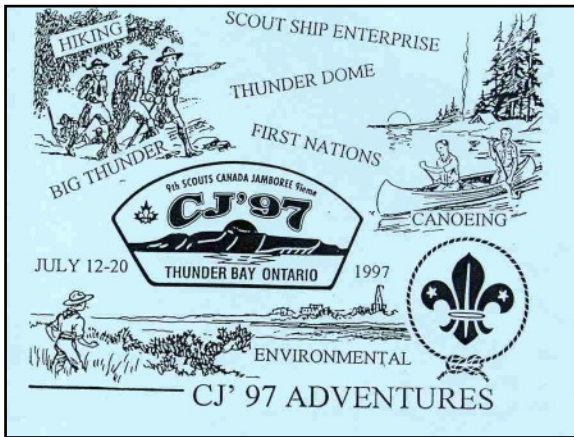 HIKING
SCOUT SHIP ENTERPRISE
THUNDER DOME
FIRST NATIONS
BIG THUNDER
CANOEING
9th SCOUTS CANADA JAMBOREE 9ieme
CJ'97
THUNDER BAY ONTARIO
JULY 12-20
1997
ENVIRONMENTAL
CJ' 97 ADVENTURES